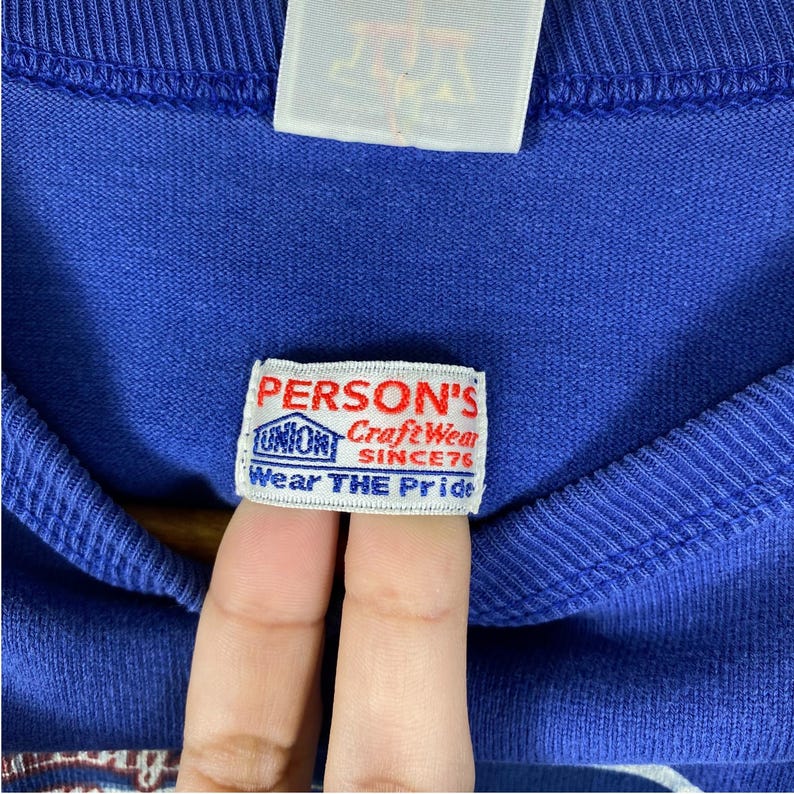 PERSON'S
UNION CraftWear
SINCE76
Wear THE Pride